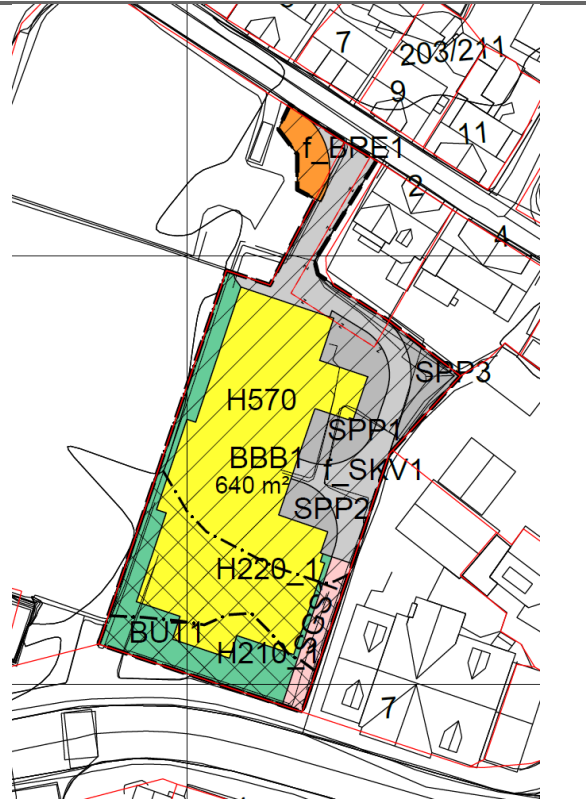 7
203/211
9
f_BRE1
11
2
4
SPP3
H570
SPP1
BBB1
f_SKV1
640 m²
SPP2
H220_1
BUT1
H210_1
7